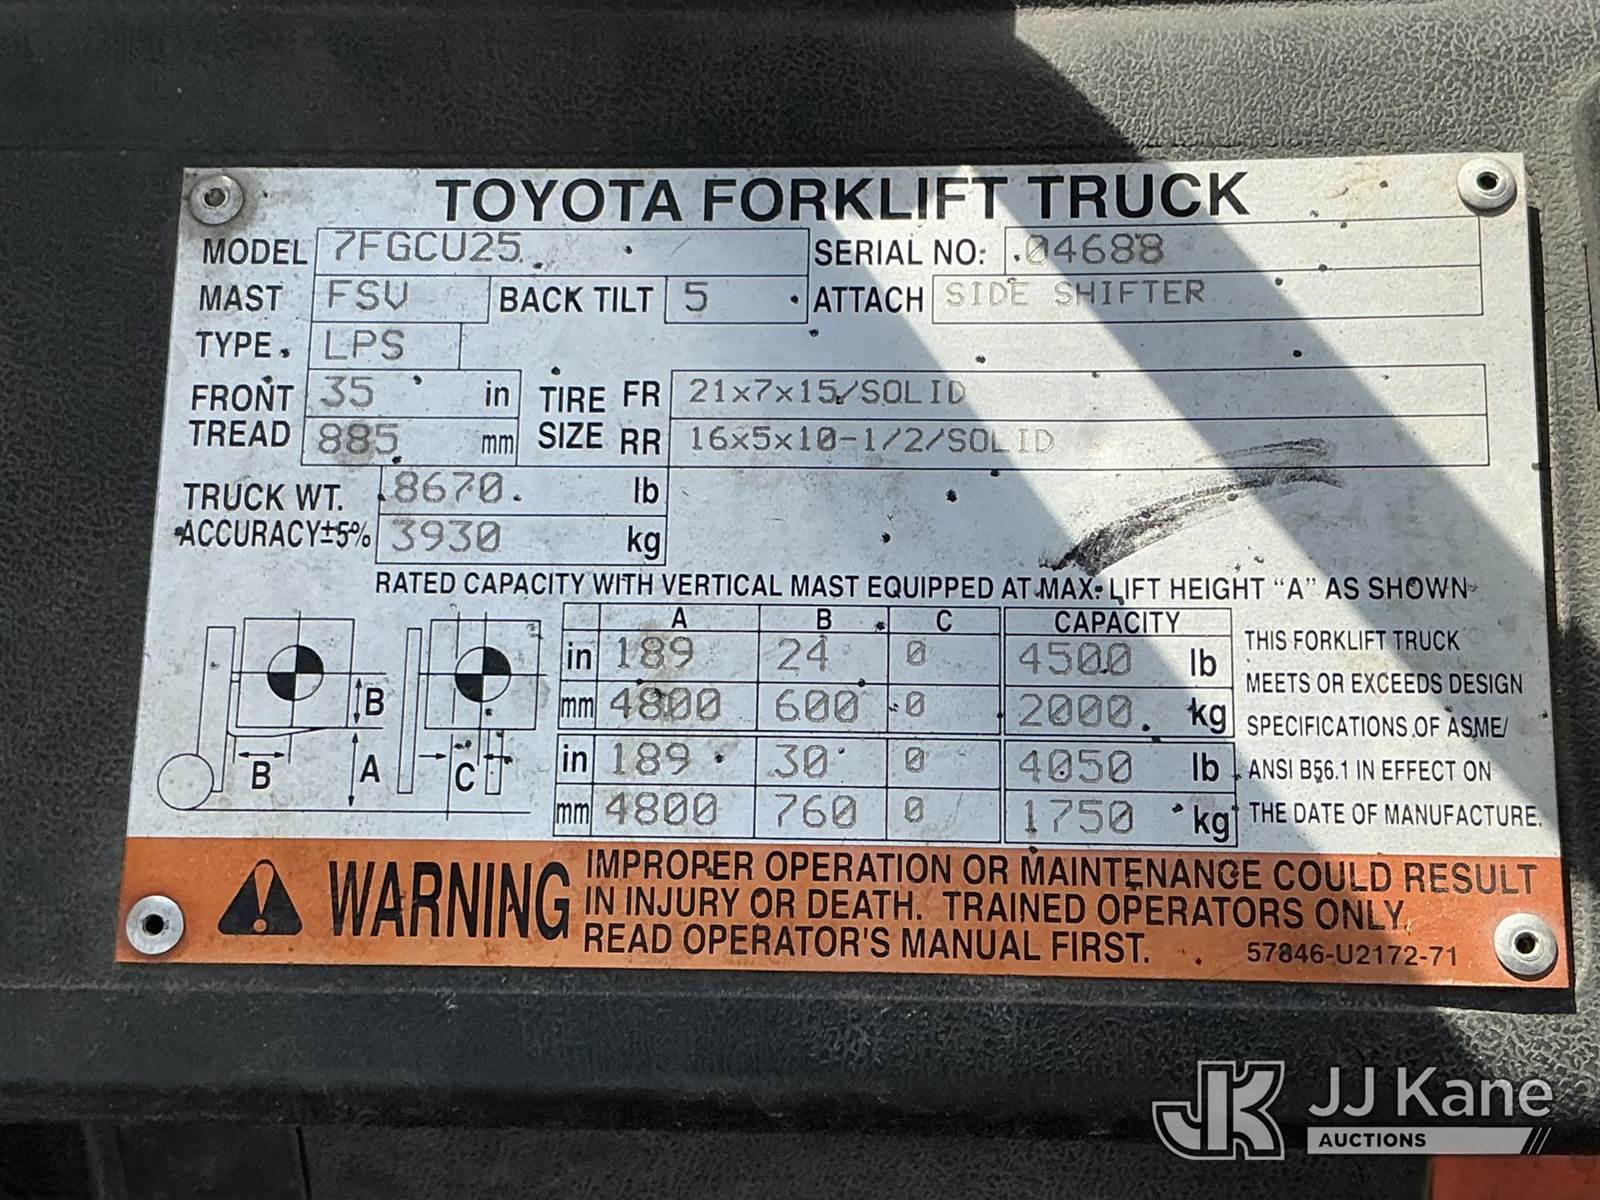 TOYOTA FORKLIFT TRUCK
MODEL 7FGCU25 SERIAL NO: 04688
MAST FSV BACK TILT 5 ATTACH SIDE SHIFTER
TYPE LPS
FRONT TREAD 35 in TIRE SIZE FR 21x7x15/SOLID
885 mm RR 16x5x10-1/2/SOLID
TRUCK WT. 8670 lb
ACCURACY±5% 3930 kg
RATED CAPACITY WITH VERTICAL MAST EQUIPPED AT MAX. LIFT HEIGHT "A" AS SHOWN
A B C CAPACITY
in 189 24 0 4500 lb
mm 4800 600 0 2000 kg
in 189 30 0 4050 lb
mm 4800 760 0 1750 kg
B
B A C
THIS FORKLIFT TRUCK
MEETS OR EXCEEDS DESIGN
SPECIFICATIONS OF ASME/
ANSI B56.1 IN EFFECT ON
THE DATE OF MANUFACTURE.
WARNING
IMPROPER OPERATION OR MAINTENANCE COULD RESULT
IN INJURY OR DEATH. TRAINED OPERATORS ONLY.
READ OPERATOR'S MANUAL FIRST. 57846-U2172-71
JK JJ Kane
AUCTIONS